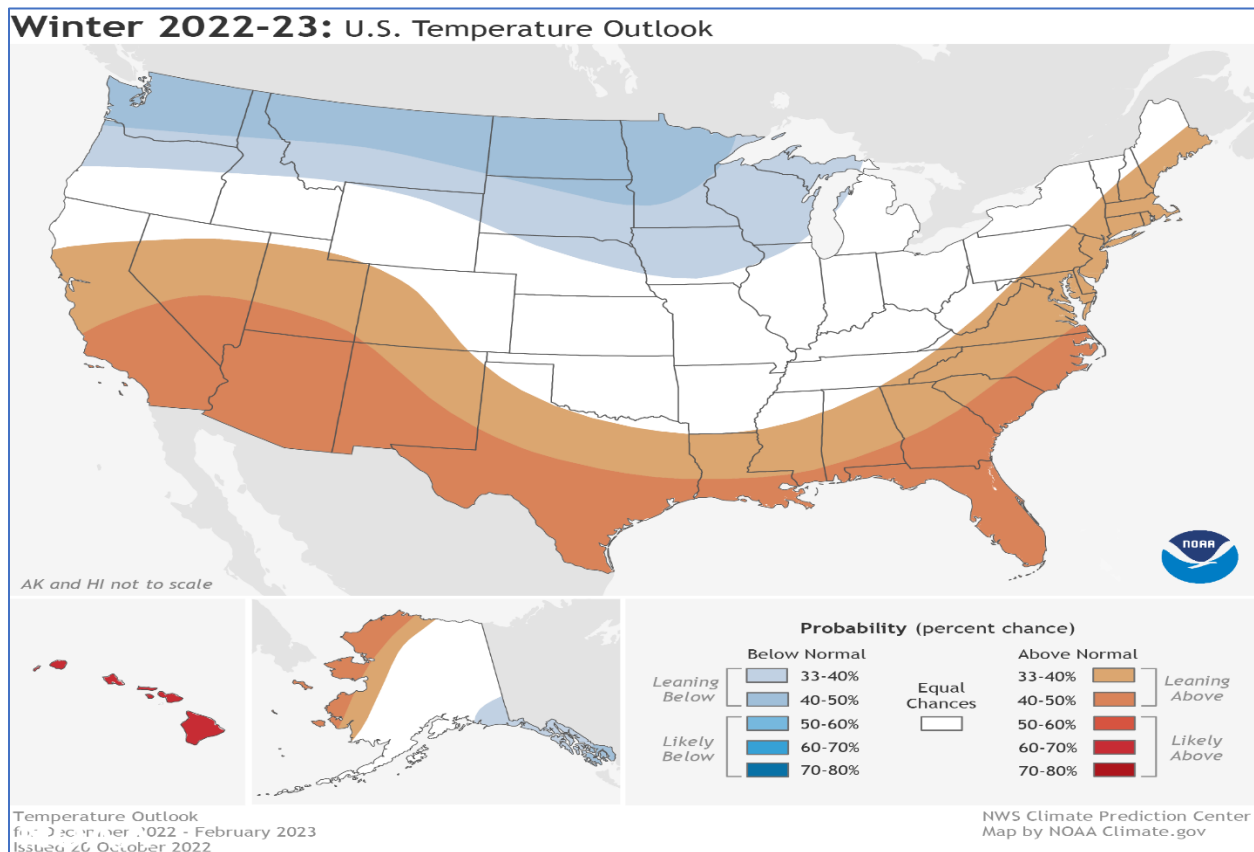 Winter 2022-23: U.S. Temperature Outlook
NOAA
AK and HI not to scale
Probability (percent chance)
Below Normal
Above Normal
Leaning Below
33-40%
40-50%
Likely Below
50-60%
60-70%
70-80%
Equal Chances
33-40%
40-50%
Leaning Above
50-60%
60-70%
70-80%
Likely Above
Temperature Outlook
for December 2022 - February 2023
Issued 20 October 2022
NWS Climate Prediction Center
Map by NOAA Climate.gov